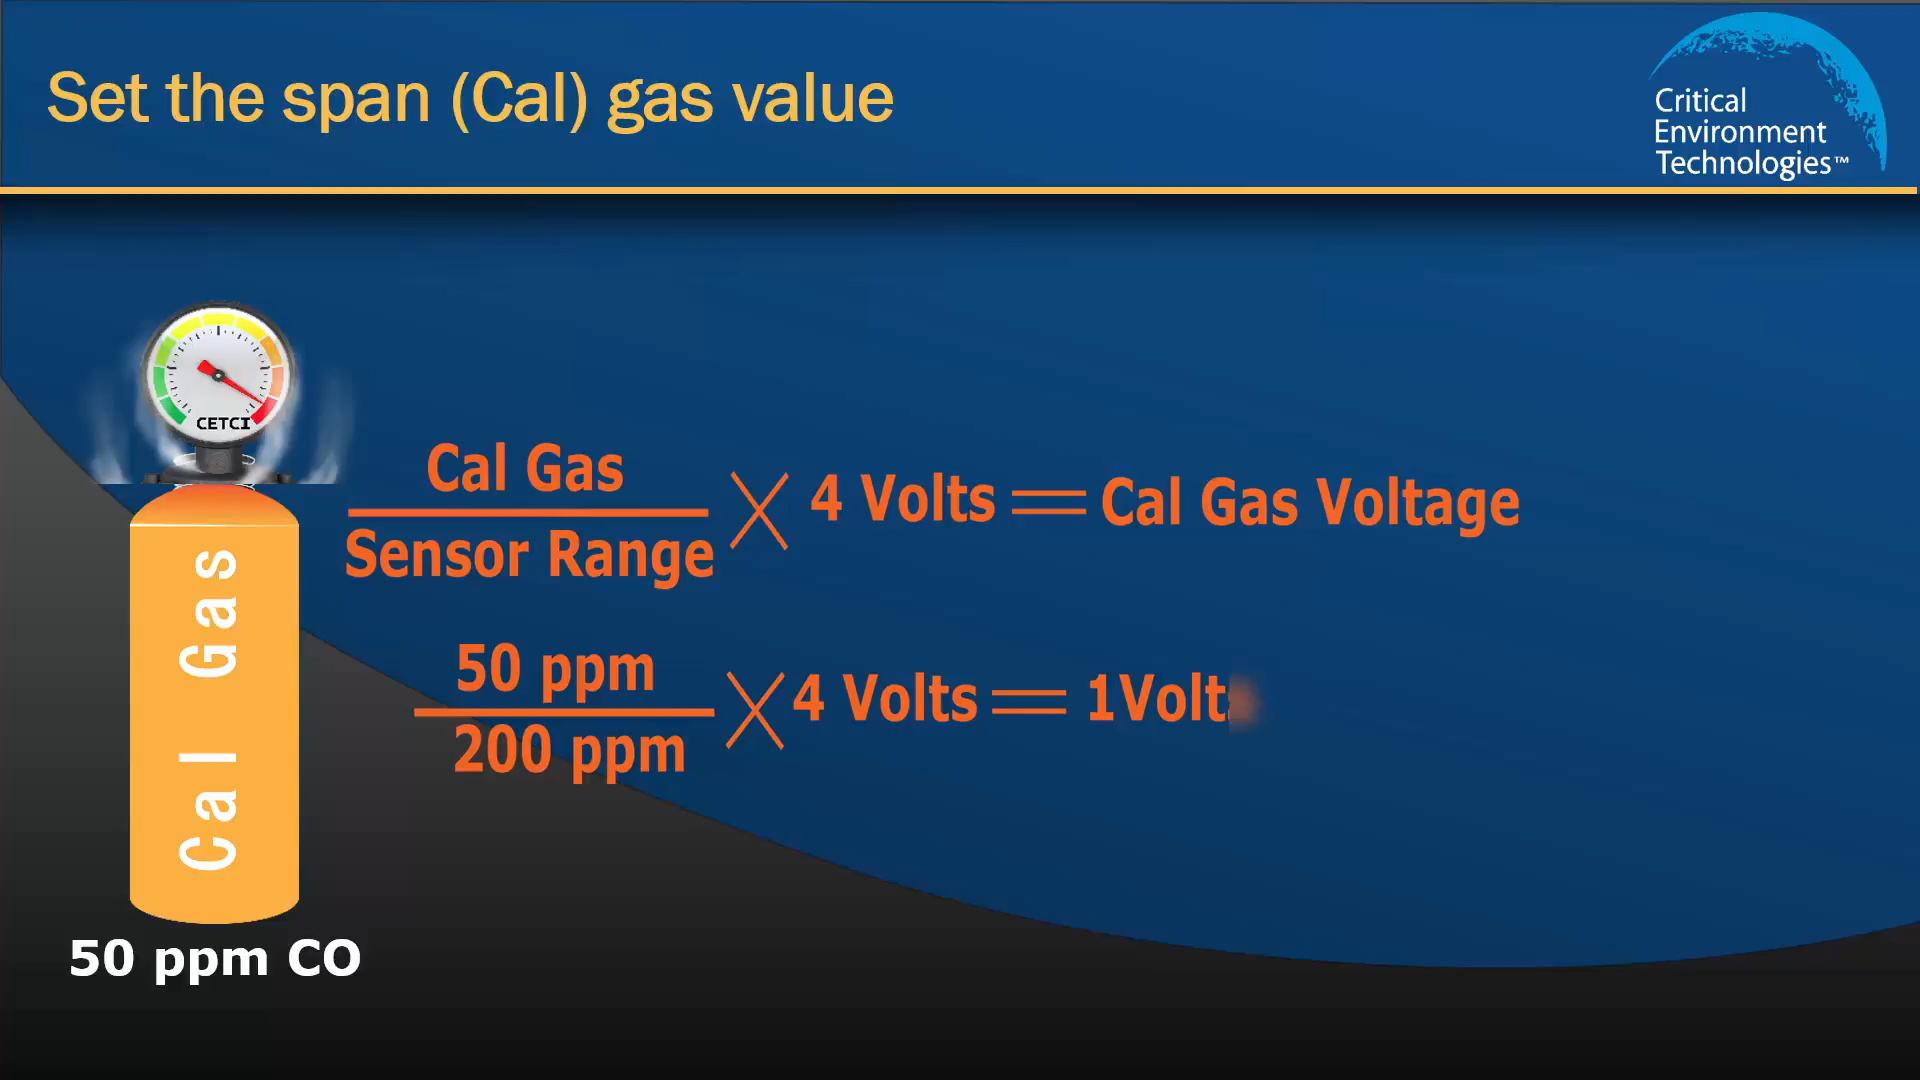 Set the span (Cal) gas value
Critical
Environment
Technologies™
CETCI
Cal Gas
Sensor Range
4 Volts = Cal Gas Voltage
50 ppm
200 ppm
4 Volts = 1Volt
Cal Gas
50 ppm CO